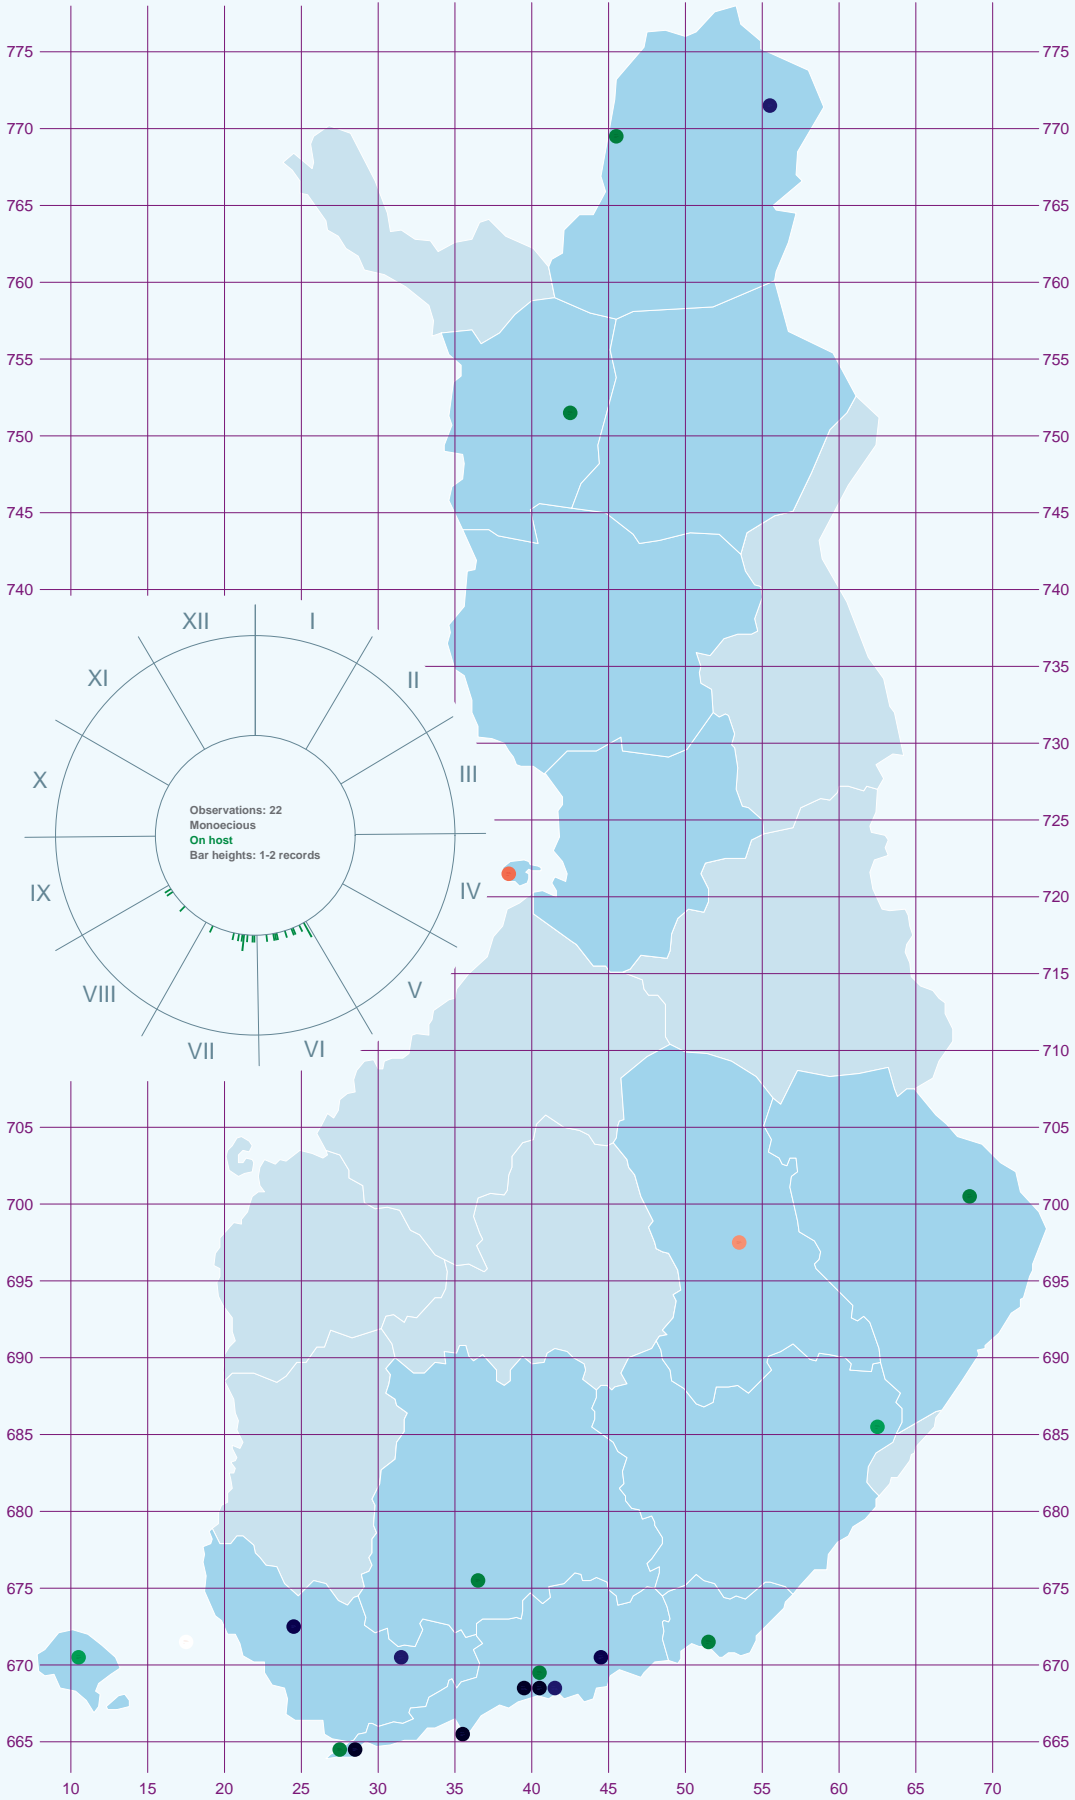 775 775
770 770
765 765
760 760
755 755
750 750
745 745
740 740
XII I
XI II
735
730
X III
Observations: 22
Monoecious
On host
Bar heights: 1-2 records
725
IX IV
720
VIII V
715
VII VI
710
705 705
700 700
695 695
690 690
685 685
680 680
675 675
670 670
665 665
10 15 20 25 30 35 40 45 50 55 60 65 70